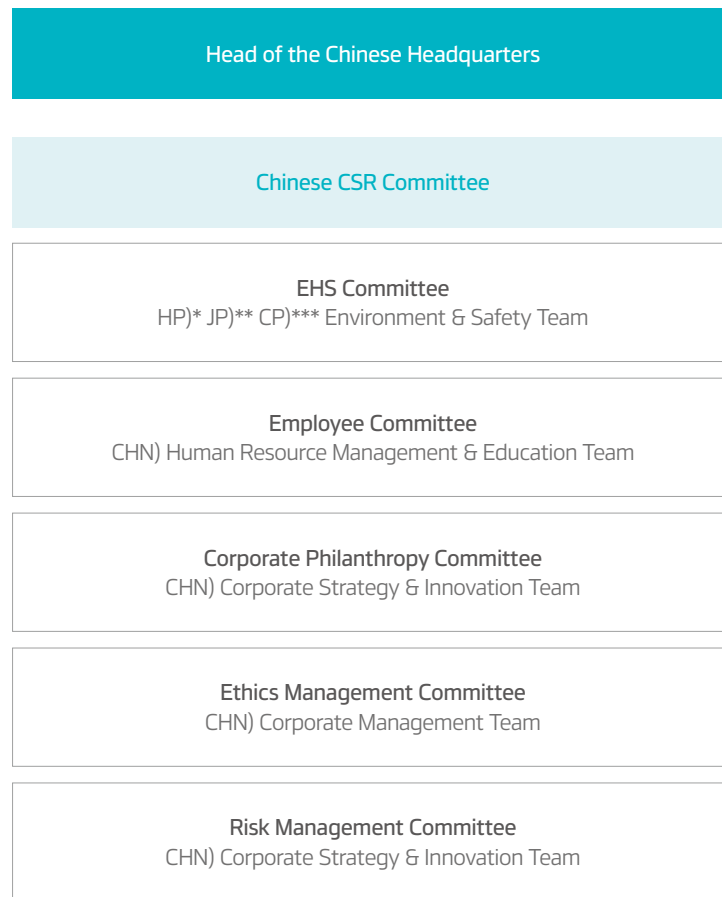 Head of the Chinese Headquarters
Chinese CSR Committee
EHS Committee
HP)* JP)** CP)*** Environment & Safety Team
Employee Committee
CHN) Human Resource Management & Education Team
Corporate Philanthropy Committee
CHN) Corporate Strategy & Innovation Team
Ethics Management Committee
CHN) Corporate Management Team
Risk Management Committee
CHN) Corporate Strategy & Innovation Team